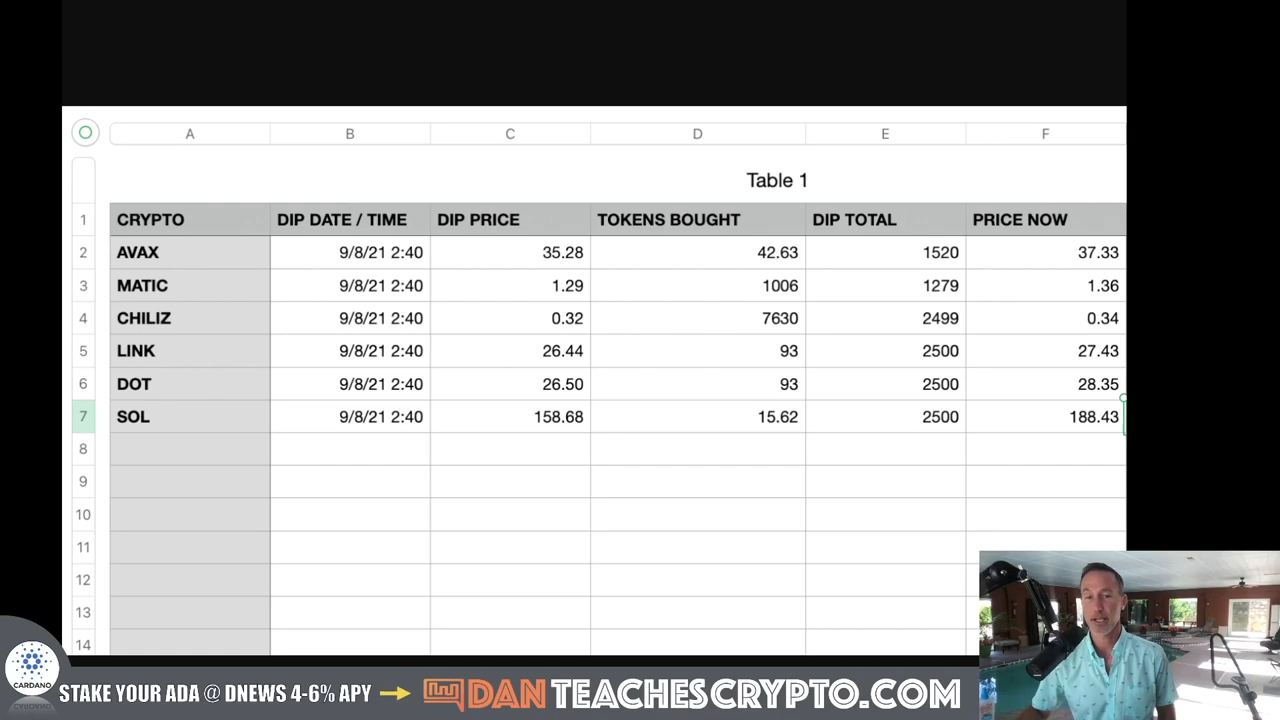 A B C D E F
Table 1
1 CRYPTO DIP DATE / TIME DIP PRICE TOKENS BOUGHT DIP TOTAL PRICE NOW
2 AVAX 9/8/21 2:40 35.28 42.63 1520 37.33
3 MATIC 9/8/21 2:40 1.29 1006 1279 1.36
4 CHILIZ 9/8/21 2:40 0.32 7630 2499 0.34
5 LINK 9/8/21 2:40 26.44 93 2500 27.43
6 DOT 9/8/21 2:40 26.50 93 2500 28.35
7 SOL 9/8/21 2:40 158.68 15.62 2500 188.43
8
9
10
11
12
13
14
CARDANO
STAKE YOUR ADA @ DNEWS 4-6% APY
DANTEACHESCRYPTO.COM